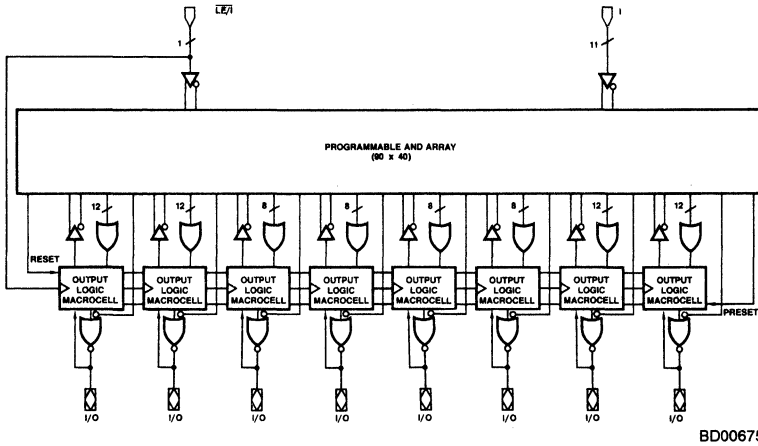 LE/I
I
1
11
PROGRAMMABLE AND ARRAY
(90 x 40)
12 12 8 8 8 8 12 12
RESET
OUTPUT LOGIC MACROCELL
OUTPUT LOGIC MACROCELL
OUTPUT LOGIC MACROCELL
OUTPUT LOGIC MACROCELL
OUTPUT LOGIC MACROCELL
OUTPUT LOGIC MACROCELL
OUTPUT LOGIC MACROCELL
OUTPUT LOGIC MACROCELL
PRESET
I/O I/O I/O I/O I/O I/O I/O I/O
BD00675